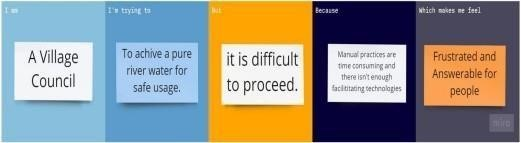 I am
A Village
Council
I'm trying to
To achive a pure
river water for
safe usage.
But
it is difficult
to proceed.
Because
Manual practices are
time consuming and
there isn't enough
facilititating technologies
Which makes me feel
Frustrated and
Answerable for
people
miro